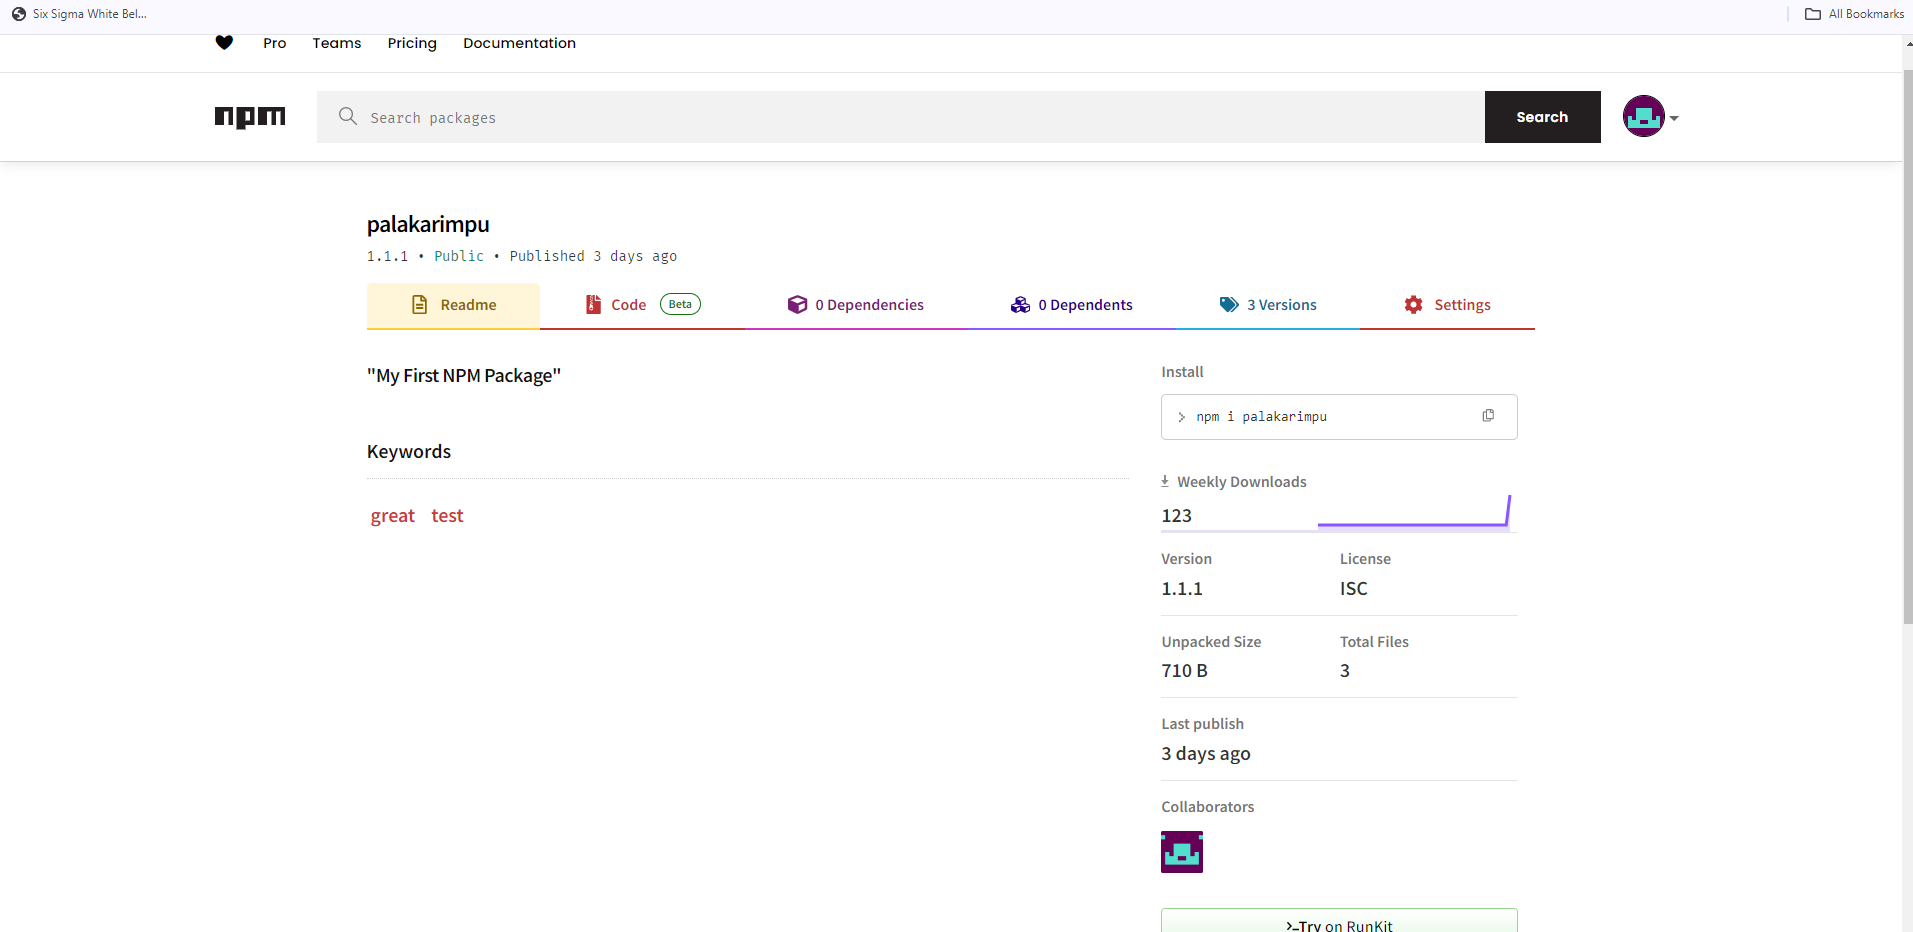 Six Sigma White Bel...
All Bookmarks
Pro Teams Pricing Documentation
npm
Search packages
Search
palakarimpu
1.1.1 • Public • Published 3 days ago
Readme
Code Beta
0 Dependencies
0 Dependents
3 Versions
Settings
"My First NPM Package"
Keywords
great test
Install
> npm i palakarimpu
Weekly Downloads
123
Version License
1.1.1 ISC
Unpacked Size Total Files
710 B 3
Last publish
3 days ago
Collaborators
>_Try on RunKit